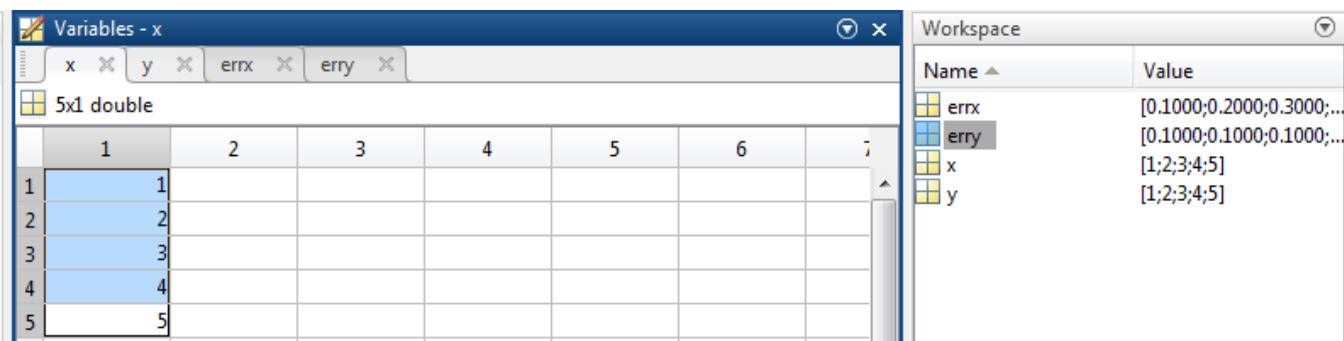 Variables - x
x y errx erry
5x1 double
1 2 3 4 5 6 7
1 1
2 2
3 3
4 4
5 5
Workspace
Name Value
errx [0.1000;0.2000;0.3000;...
erry [0.1000;0.1000;0.1000;...
x [1;2;3;4;5]
y [1;2;3;4;5]